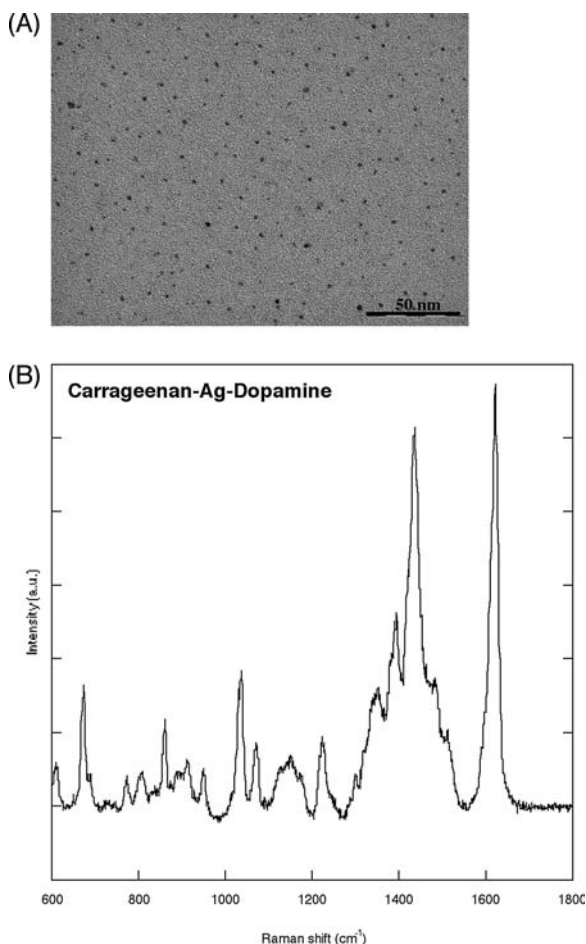 (A)
50 nm
(B)
Carrageenan-Ag-Dopamine
Intensity (a.u.)
600 800 1000 1200 1400 1600 1800
Raman shift (cm⁻¹)